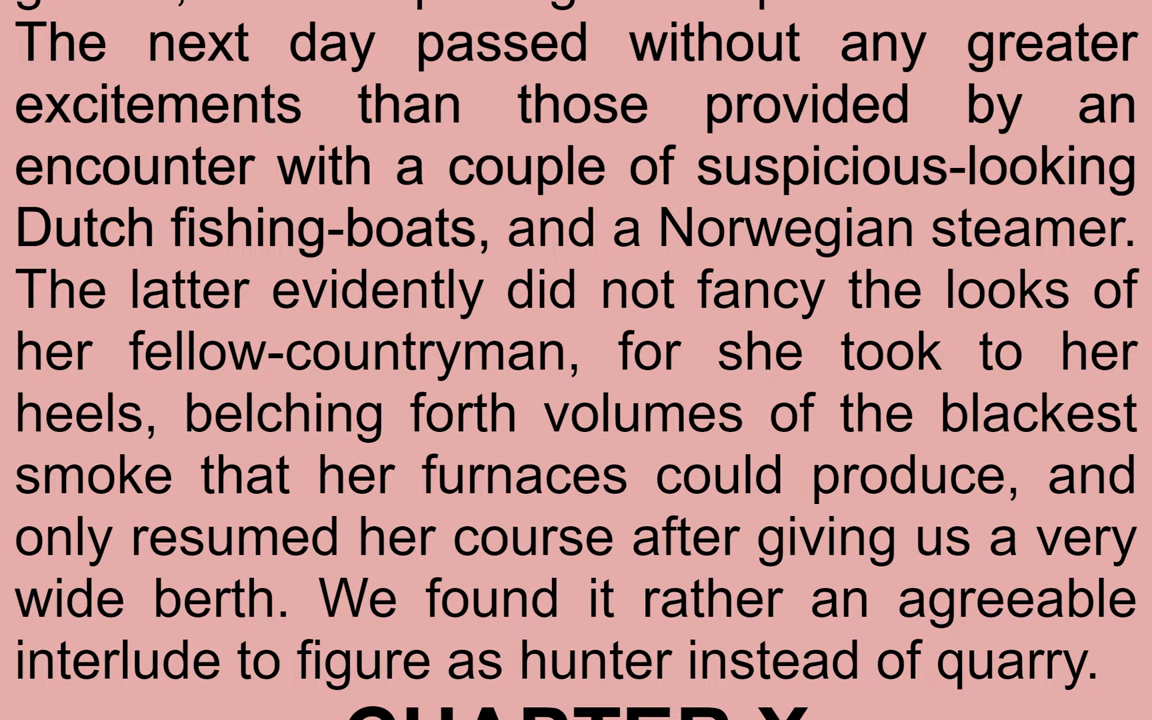 The next day passed without any greater
excitements than those provided by an
encounter with a couple of suspicious-looking
Dutch fishing-boats, and a Norwegian steamer.
The latter evidently did not fancy the looks of
her fellow-countryman, for she took to her
heels, belching forth volumes of the blackest
smoke that her furnaces could produce, and
only resumed her course after giving us a very
wide berth. We found it rather an agreeable
interlude to figure as hunter instead of quarry.
CHAPTER X